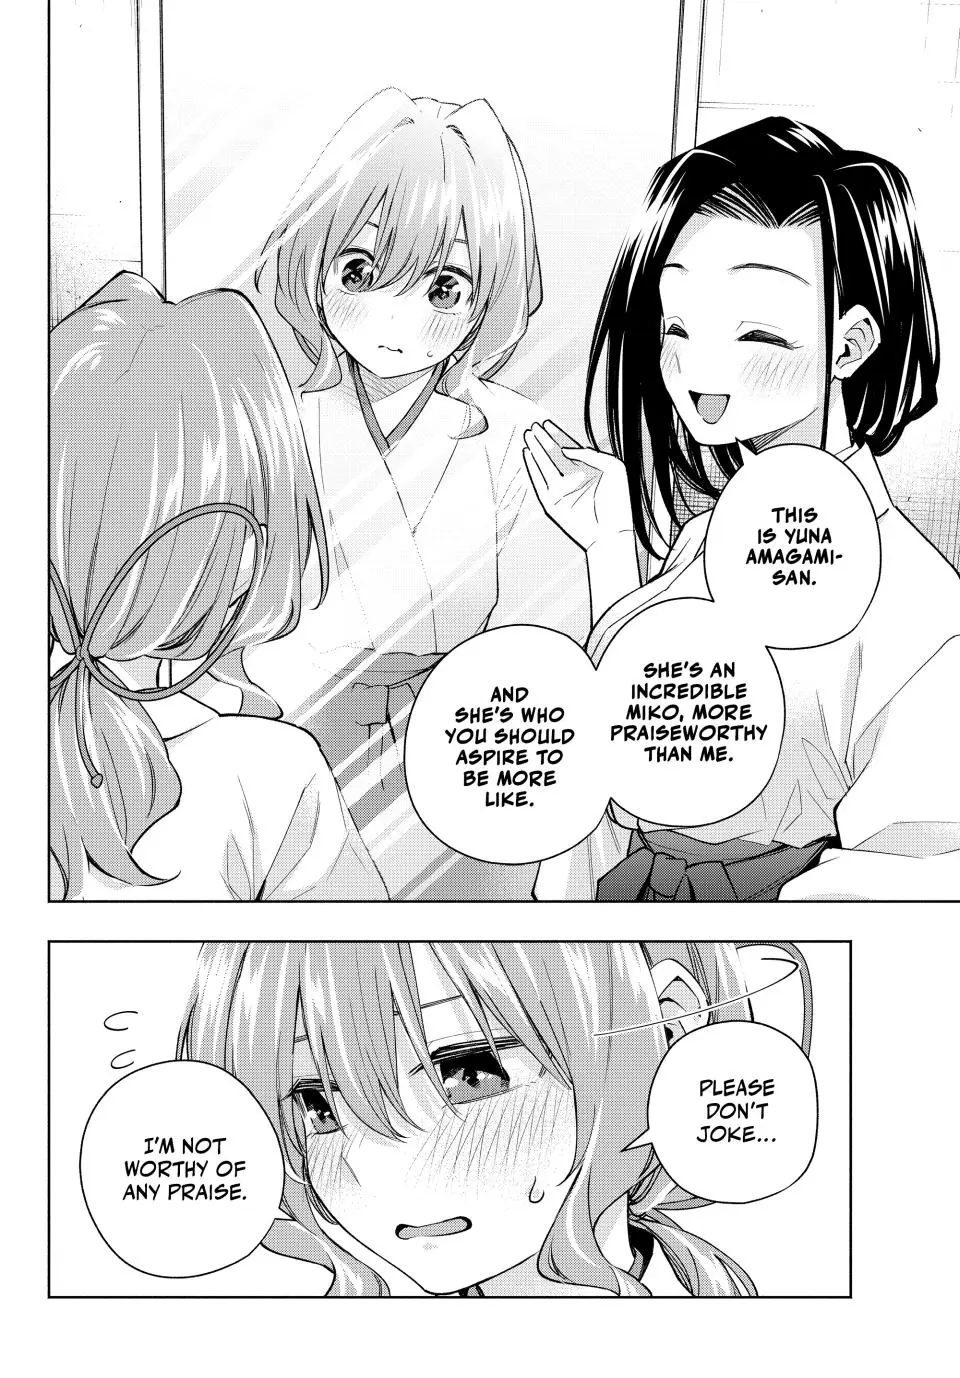 THIS
IS YUNA
AMAGAMI-
SAN.
SHE'S AN
INCREDIBLE
MIKO, MORE
PRAISEWORTHY
THAN ME.
AND
SHE'S WHO
YOU SHOULD
ASPIRE TO
BE MORE
LIKE.
PLEASE
DON'T
JOKE...
I'M NOT
WORTHY OF
ANY PRAISE.